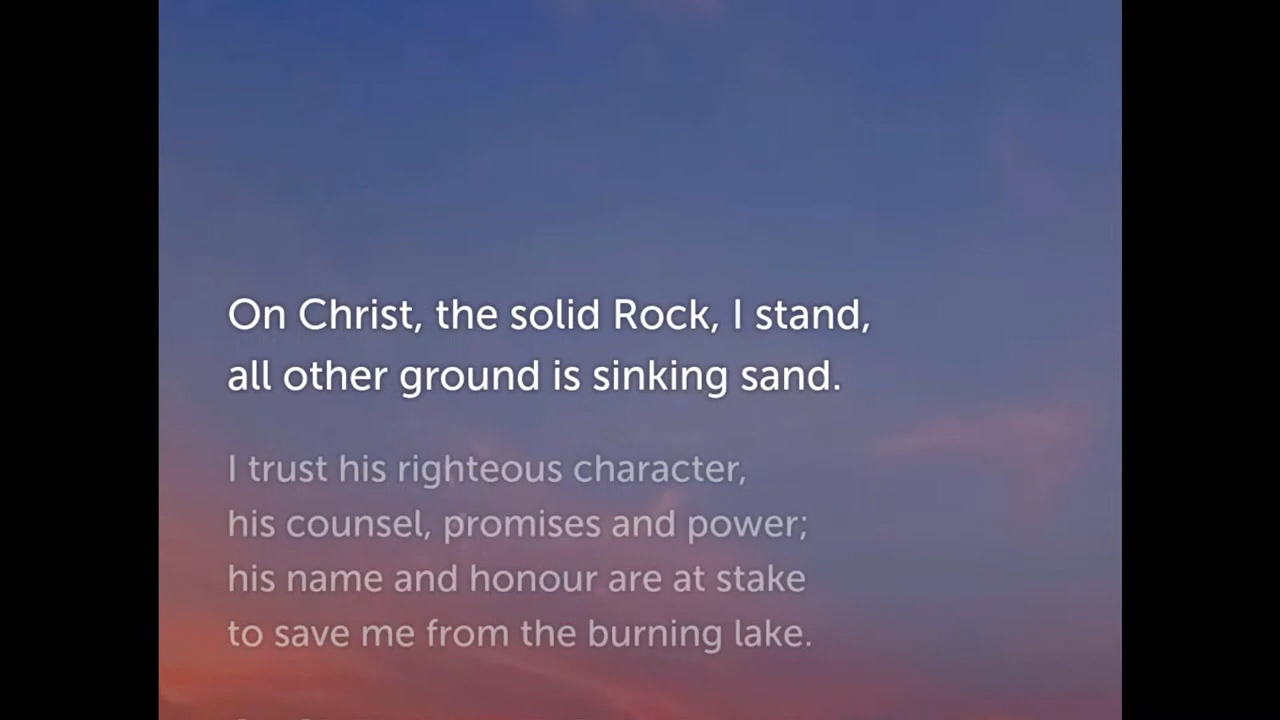 On Christ, the solid Rock, I stand,
all other ground is sinking sand.
I trust his righteous character,
his counsel, promises and power;
his name and honour are at stake
to save me from the burning lake.